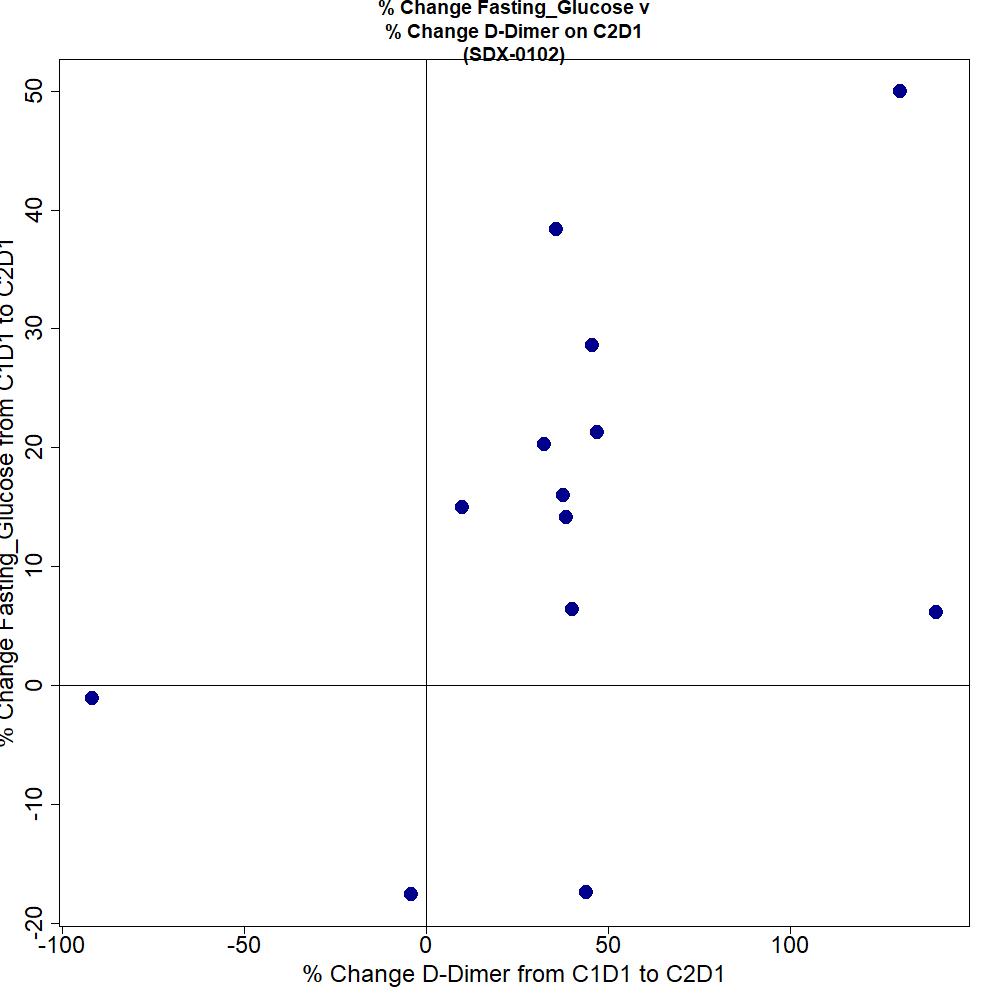 % Change Fasting_Glucose v
% Change D-Dimer on C2D1
(SDX-0102)
% Change Fasting_Glucose from C1D1 to C2D1
50
40
30
20
10
0
-10
-20
-100
-50
0
50
100
% Change D-Dimer from C1D1 to C2D1